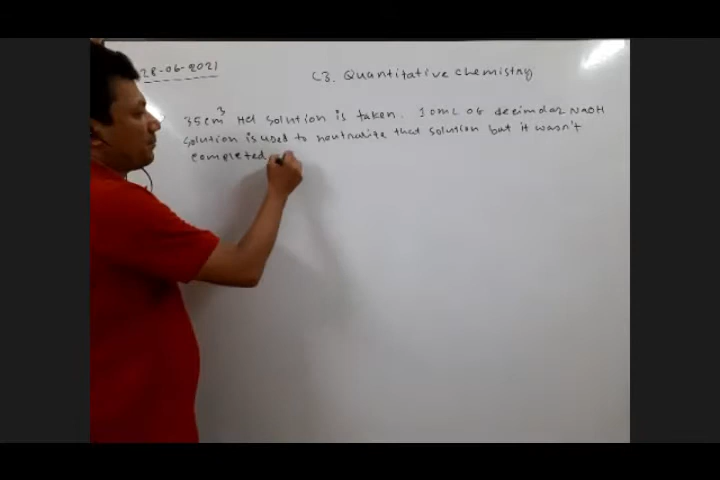 28-06-2021
C3. Quantitative chemistry
35cm³ Hcl solution is taken. 10mL of decimolar NaOH
solution is used to neutralize that solution but it wasn't
completed